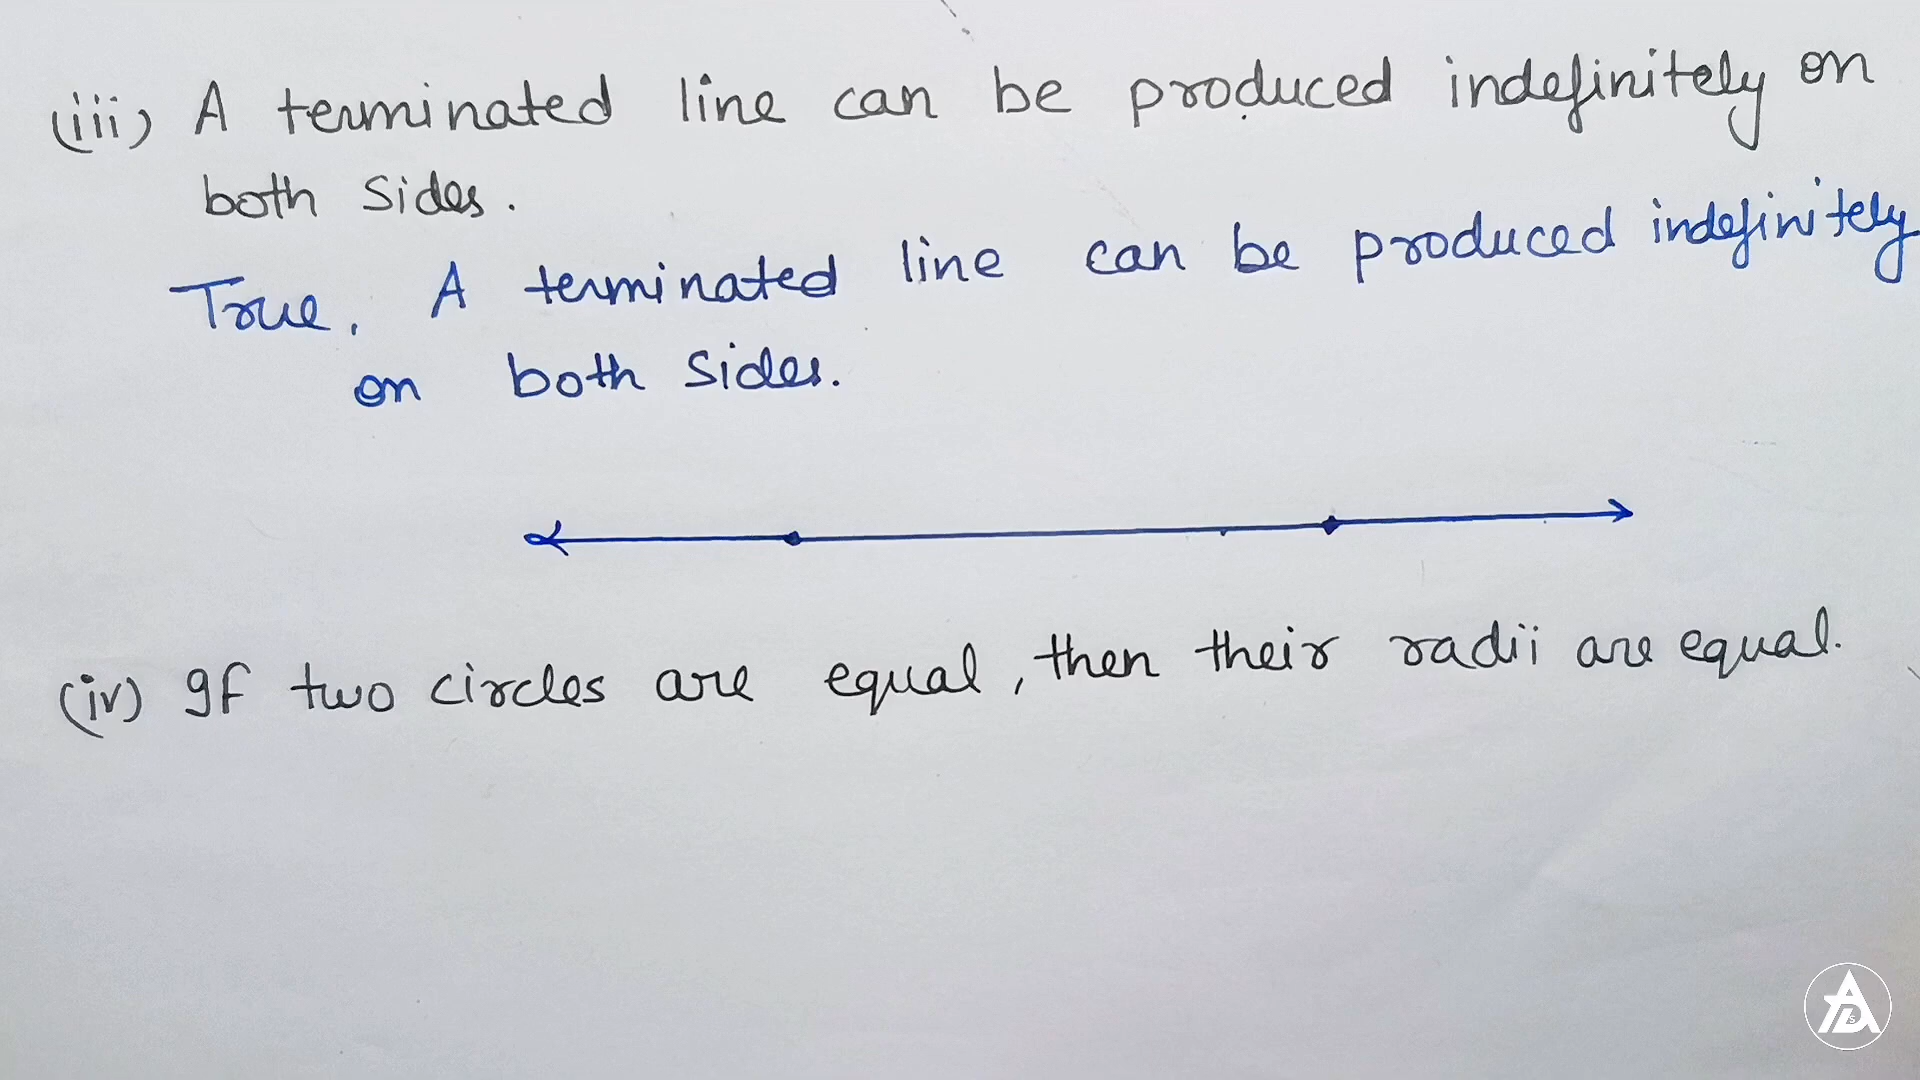 (iii) A terminated line can be produced indefinitely on
both sides.
True. A terminated line can be produced indefinitely
on both sides.
(iv) If two circles are equal, then their radii are equal.